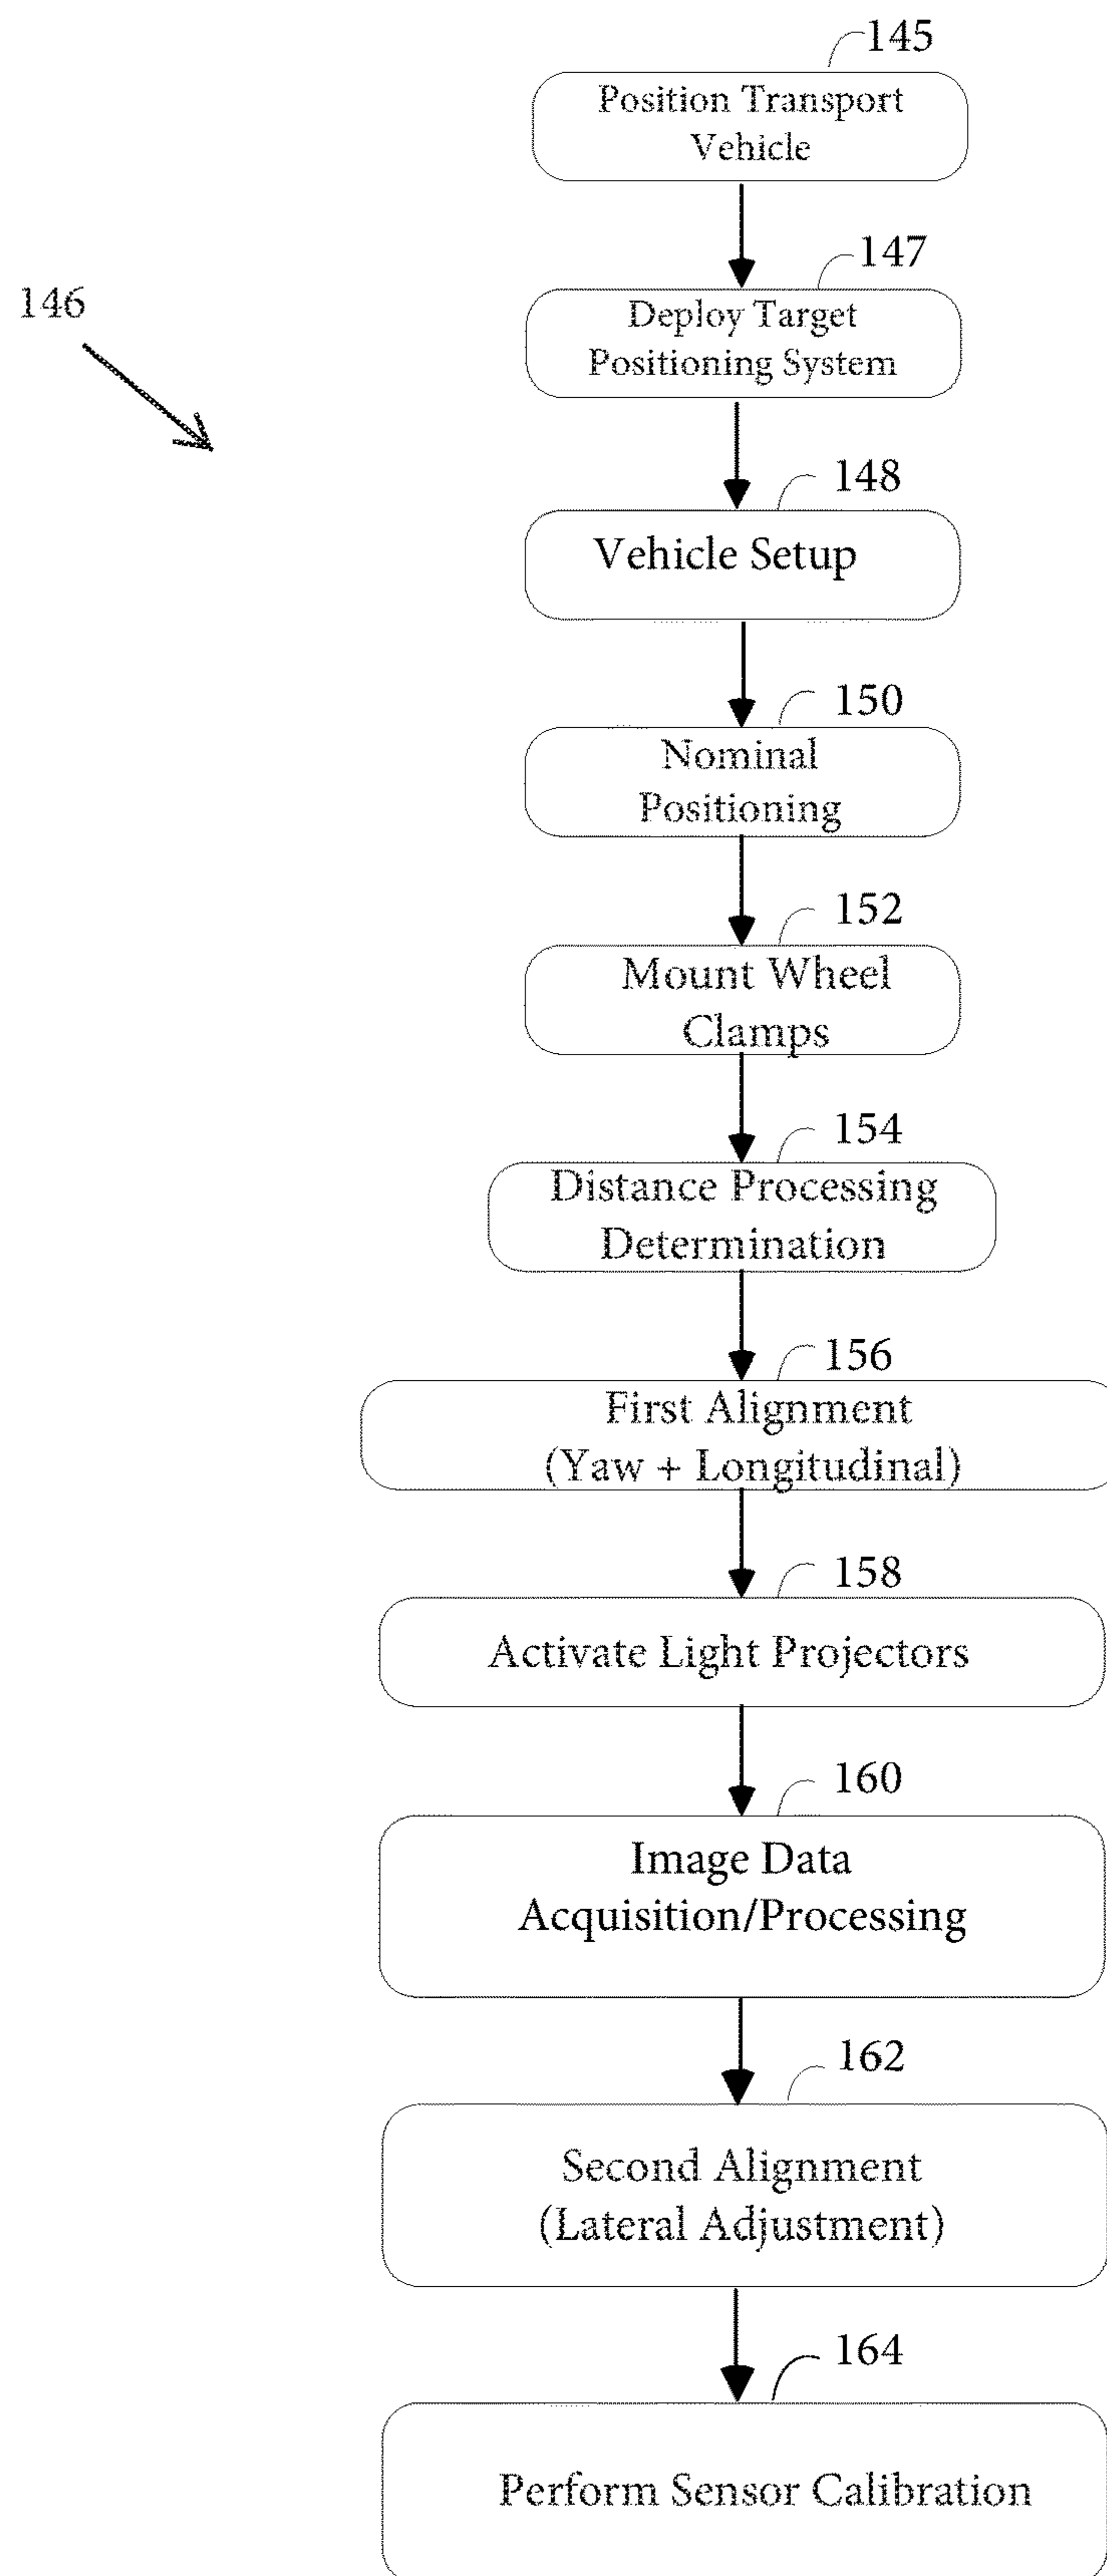 145
Position Transport
Vehicle
147
Deploy Target
Positioning System
146
148
Vehicle Setup
150
Nominal
Positioning
152
Mount Wheel
Clamps
154
Distance Processing
Determination
156
First Alignment
(Yaw + Longitudinal)
158
Activate Light Projectors
160
Image Data
Acquisition/Processing
162
Second Alignment
(Lateral Adjustment)
164
Perform Sensor Calibration